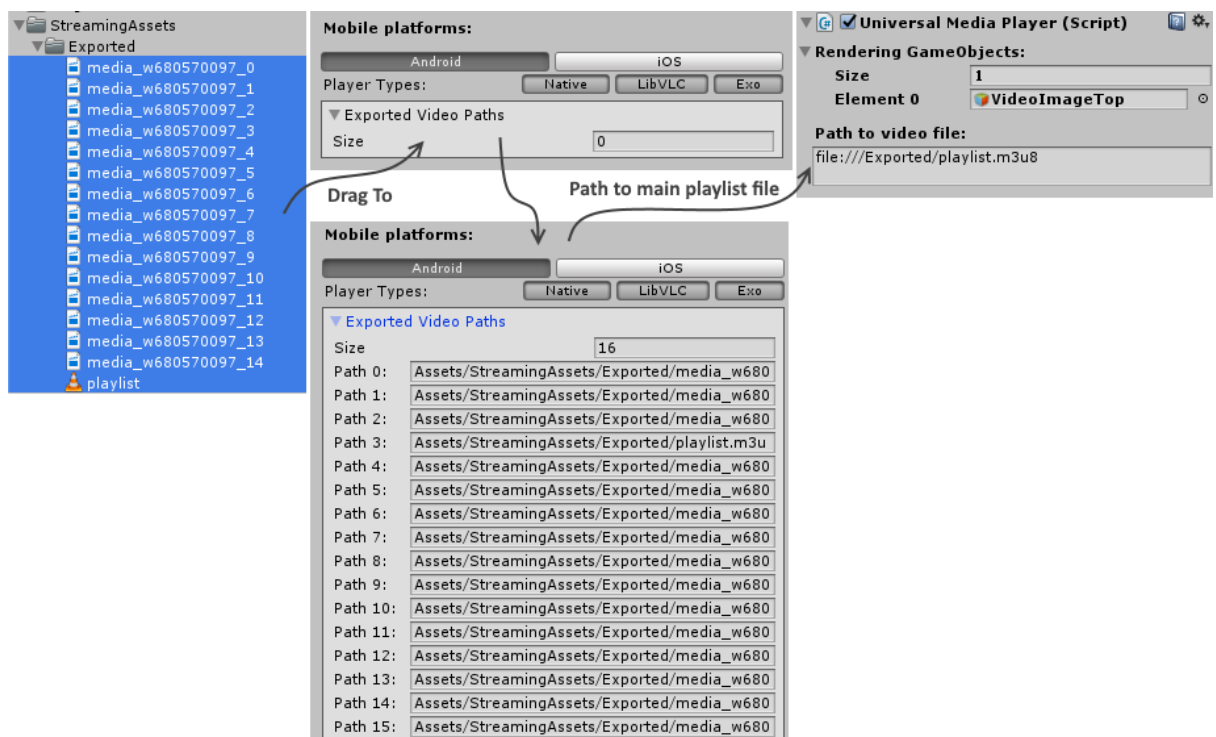 StreamingAssets
Exported
media_w680570097_0
media_w680570097_1
media_w680570097_2
media_w680570097_3
media_w680570097_4
media_w680570097_5
media_w680570097_6
media_w680570097_7
media_w680570097_8
media_w680570097_9
media_w680570097_10
media_w680570097_11
media_w680570097_12
media_w680570097_13
media_w680570097_14
playlist
Mobile platforms:
Android iOS
Player Types: Native LibVLC Exo
Exported Video Paths
Size 0
Drag To
Path to main playlist file
Universal Media Player (Script)
Rendering GameObjects:
Size 1
Element 0 VideoImageTop
Path to video file:
file:///Exported/playlist.m3u8
Mobile platforms:
Android iOS
Player Types: Native LibVLC Exo
Exported Video Paths
Size 16
Path 0: Assets/StreamingAssets/Exported/media_w680
Path 1: Assets/StreamingAssets/Exported/media_w680
Path 2: Assets/StreamingAssets/Exported/media_w680
Path 3: Assets/StreamingAssets/Exported/playlist.m3u
Path 4: Assets/StreamingAssets/Exported/media_w680
Path 5: Assets/StreamingAssets/Exported/media_w680
Path 6: Assets/StreamingAssets/Exported/media_w680
Path 7: Assets/StreamingAssets/Exported/media_w680
Path 8: Assets/StreamingAssets/Exported/media_w680
Path 9: Assets/StreamingAssets/Exported/media_w680
Path 10: Assets/StreamingAssets/Exported/media_w680
Path 11: Assets/StreamingAssets/Exported/media_w680
Path 12: Assets/StreamingAssets/Exported/media_w680
Path 13: Assets/StreamingAssets/Exported/media_w680
Path 14: Assets/StreamingAssets/Exported/media_w680
Path 15: Assets/StreamingAssets/Exported/media_w680